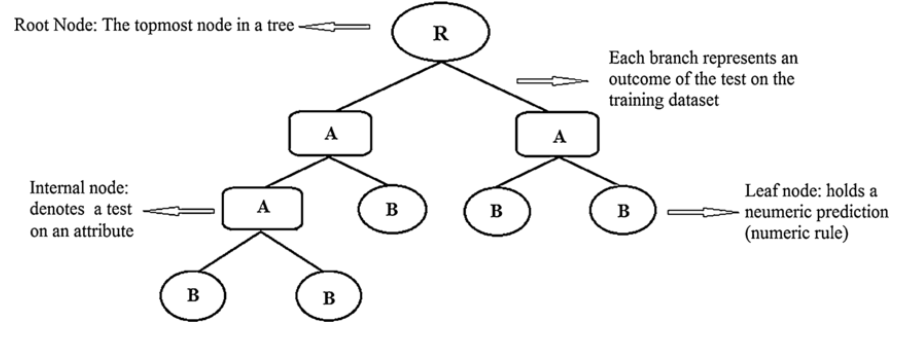 Root Node: The topmost node in a tree
R
Each branch represents an
outcome of the test on the
training dataset
A
A
Internal node:
denotes a test
on an attribute
A
B
B
B
Leaf node: holds a
neumeric prediction
(numeric rule)
B
B